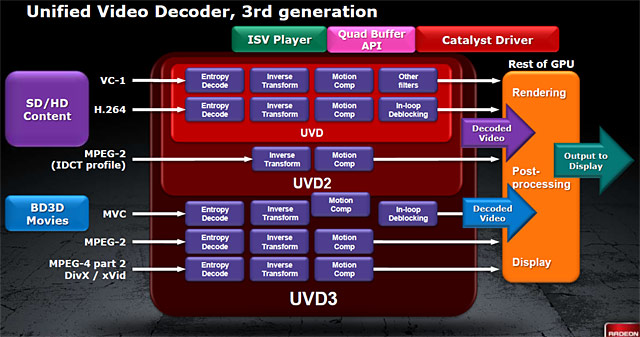 Unified Video Decoder, 3rd generation
ISV Player
Quad Buffer
API
Catalyst Driver
SD/HD
Content
VC-1
Entropy
Decode
Inverse
Transform
Motion
Comp
Other
filters
Rest of GPU
Rendering
H.264
Entropy
Decode
Inverse
Transform
Motion
Comp
In-loop
Deblocking
UVD
Decoded
Video
MPEG-2
(IDCT profile)
Inverse
Transform
Motion
Comp
UVD2
Post-
processing
Output to
Display
BD3D
Movies
MVC
Entropy
Decode
Inverse
Transform
Motion
Comp
In-loop
Deblocking
Decoded
Video
MPEG-2
Entropy
Decode
Inverse
Transform
Motion
Comp
MPEG-4 part 2
DivX / xVid
Entropy
Decode
Inverse
Transform
Motion
Comp
Display
UVD3
RADEON